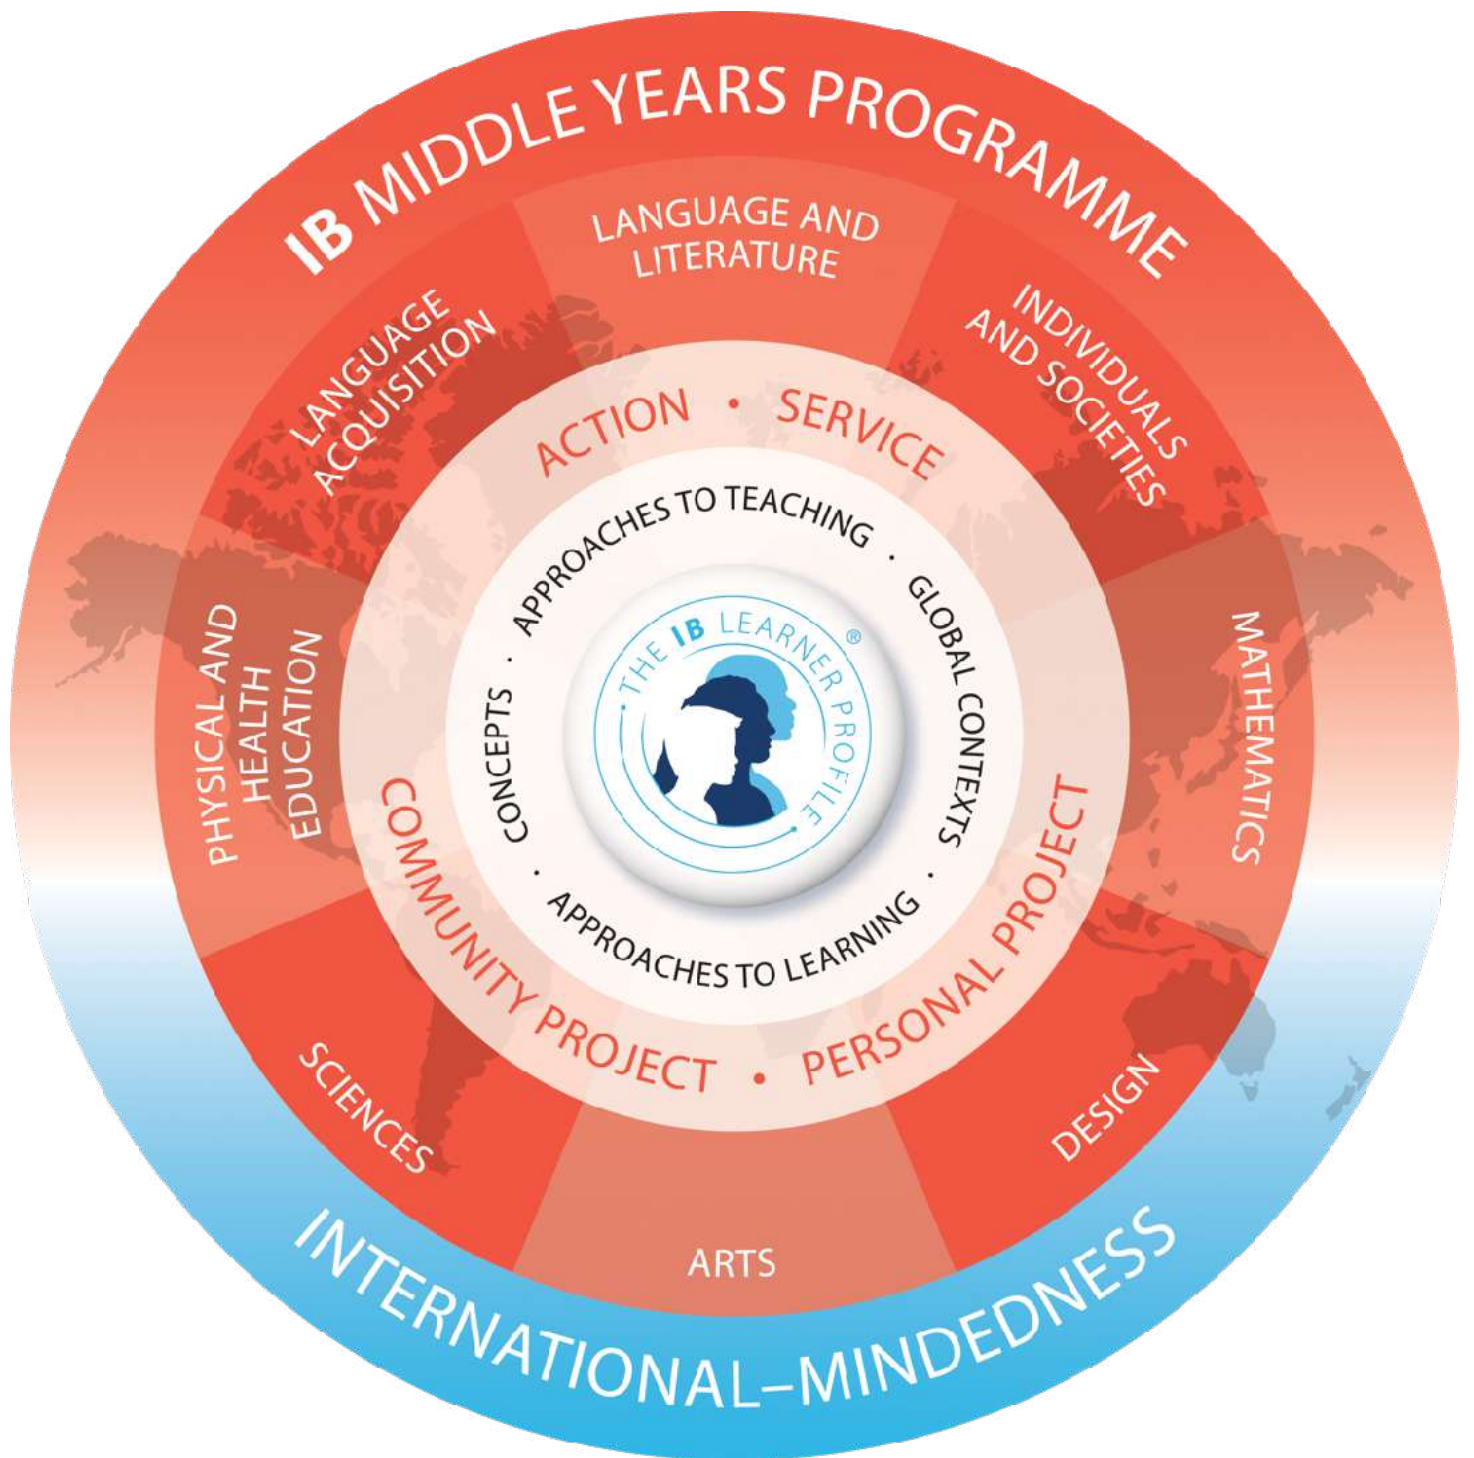 IB MIDDLE YEARS PROGRAMME
LANGUAGE AND
LITERATURE
INDIVIDUALS
AND SOCIETIES
MATHEMATICS
DESIGN
ARTS
SCIENCES
PHYSICAL AND
HEALTH
EDUCATION
LANGUAGE
ACQUISITION
ACTION • SERVICE
COMMUNITY PROJECT • PERSONAL PROJECT
APPROACHES TO TEACHING · GLOBAL CONTEXTS · APPROACHES TO LEARNING · CONCEPTS ·
· THE IB LEARNER PROFILE ·
®
INTERNATIONAL–MINDEDNESS